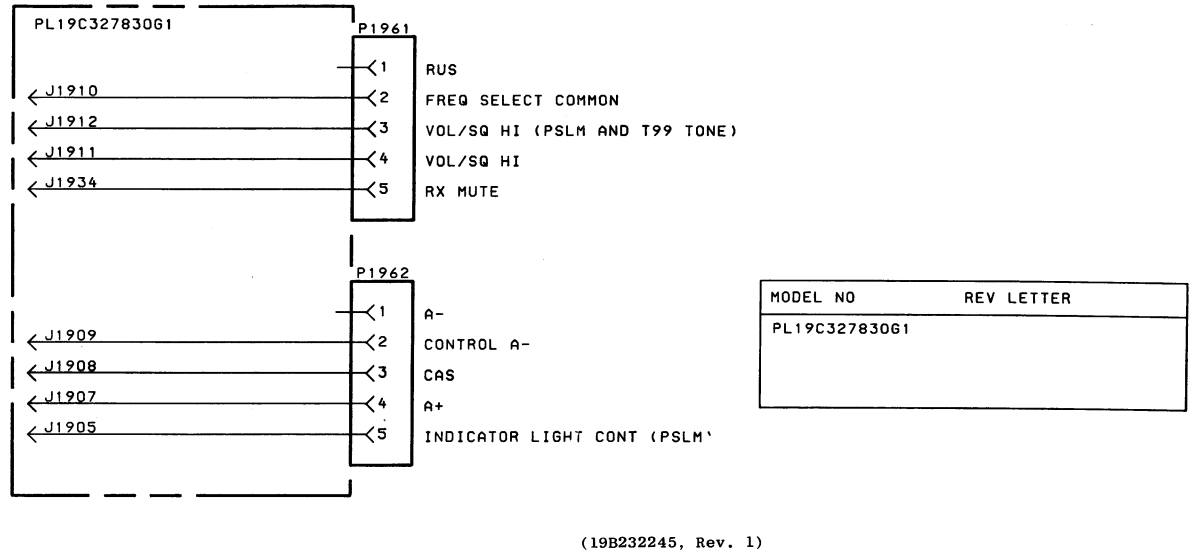 PL19C327830G1
P1961
1 RUS
J1910 2 FREQ SELECT COMMON
J1912 3 VOL/SQ HI (PSLM AND T99 TONE)
J1911 4 VOL/SQ HI
J1934 5 RX MUTE
P1962
1 A-
J1909 2 CONTROL A-
J1908 3 CAS
J1907 4 A+
J1905 5 INDICATOR LIGHT CONT (PSLM'
MODEL NO REV LETTER
PL19C327830G1
(19B232245, Rev. 1)